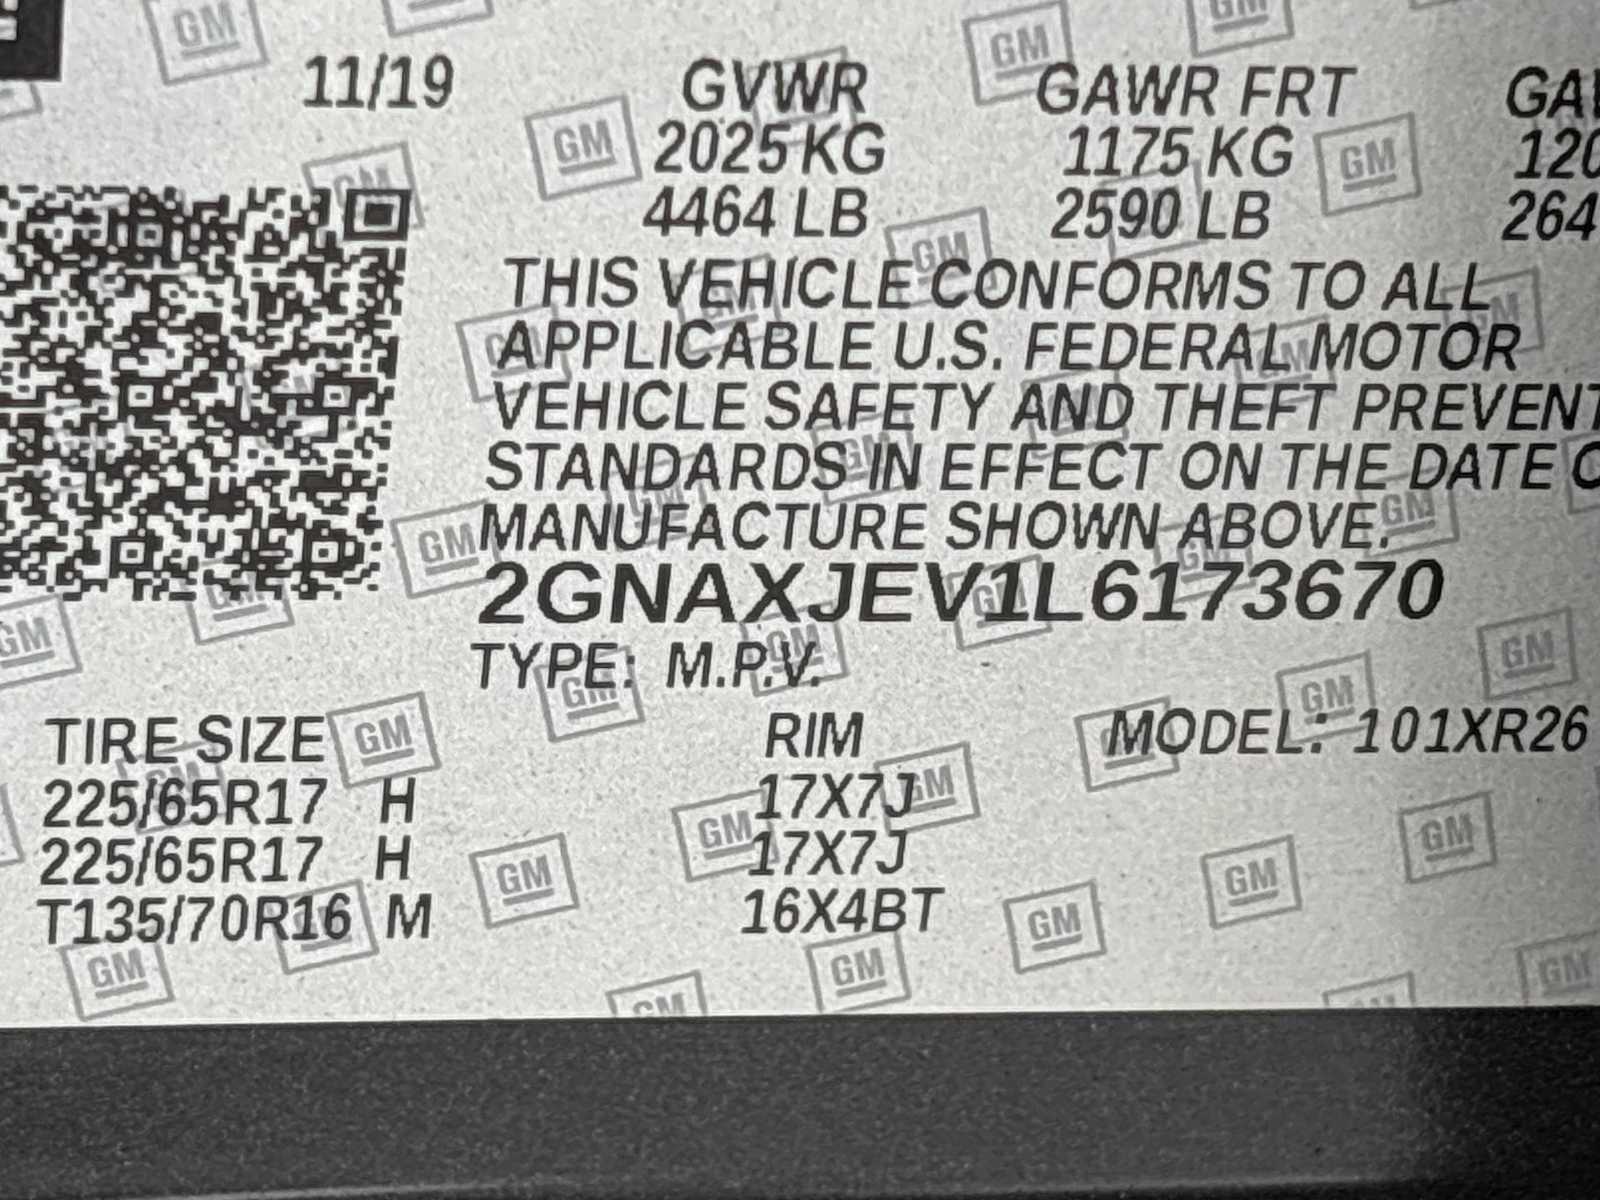 11/19 GVWR GAWR FRT
2025 KG 1175 KG
4464 LB 2590 LB
THIS VEHICLE CONFORMS TO ALL
APPLICABLE U.S. FEDERAL MOTOR
VEHICLE SAFETY AND THEFT PREVENT
STANDARDS IN EFFECT ON THE DATE O
MANUFACTURE SHOWN ABOVE.
2GNAXJEV1L6173670
TYPE: M.P.V.
TIRE SIZE RIM MODEL: 101XR26
225/65R17 H 17X7J
225/65R17 H 17X7J
T135/70R16 M 16X4BT